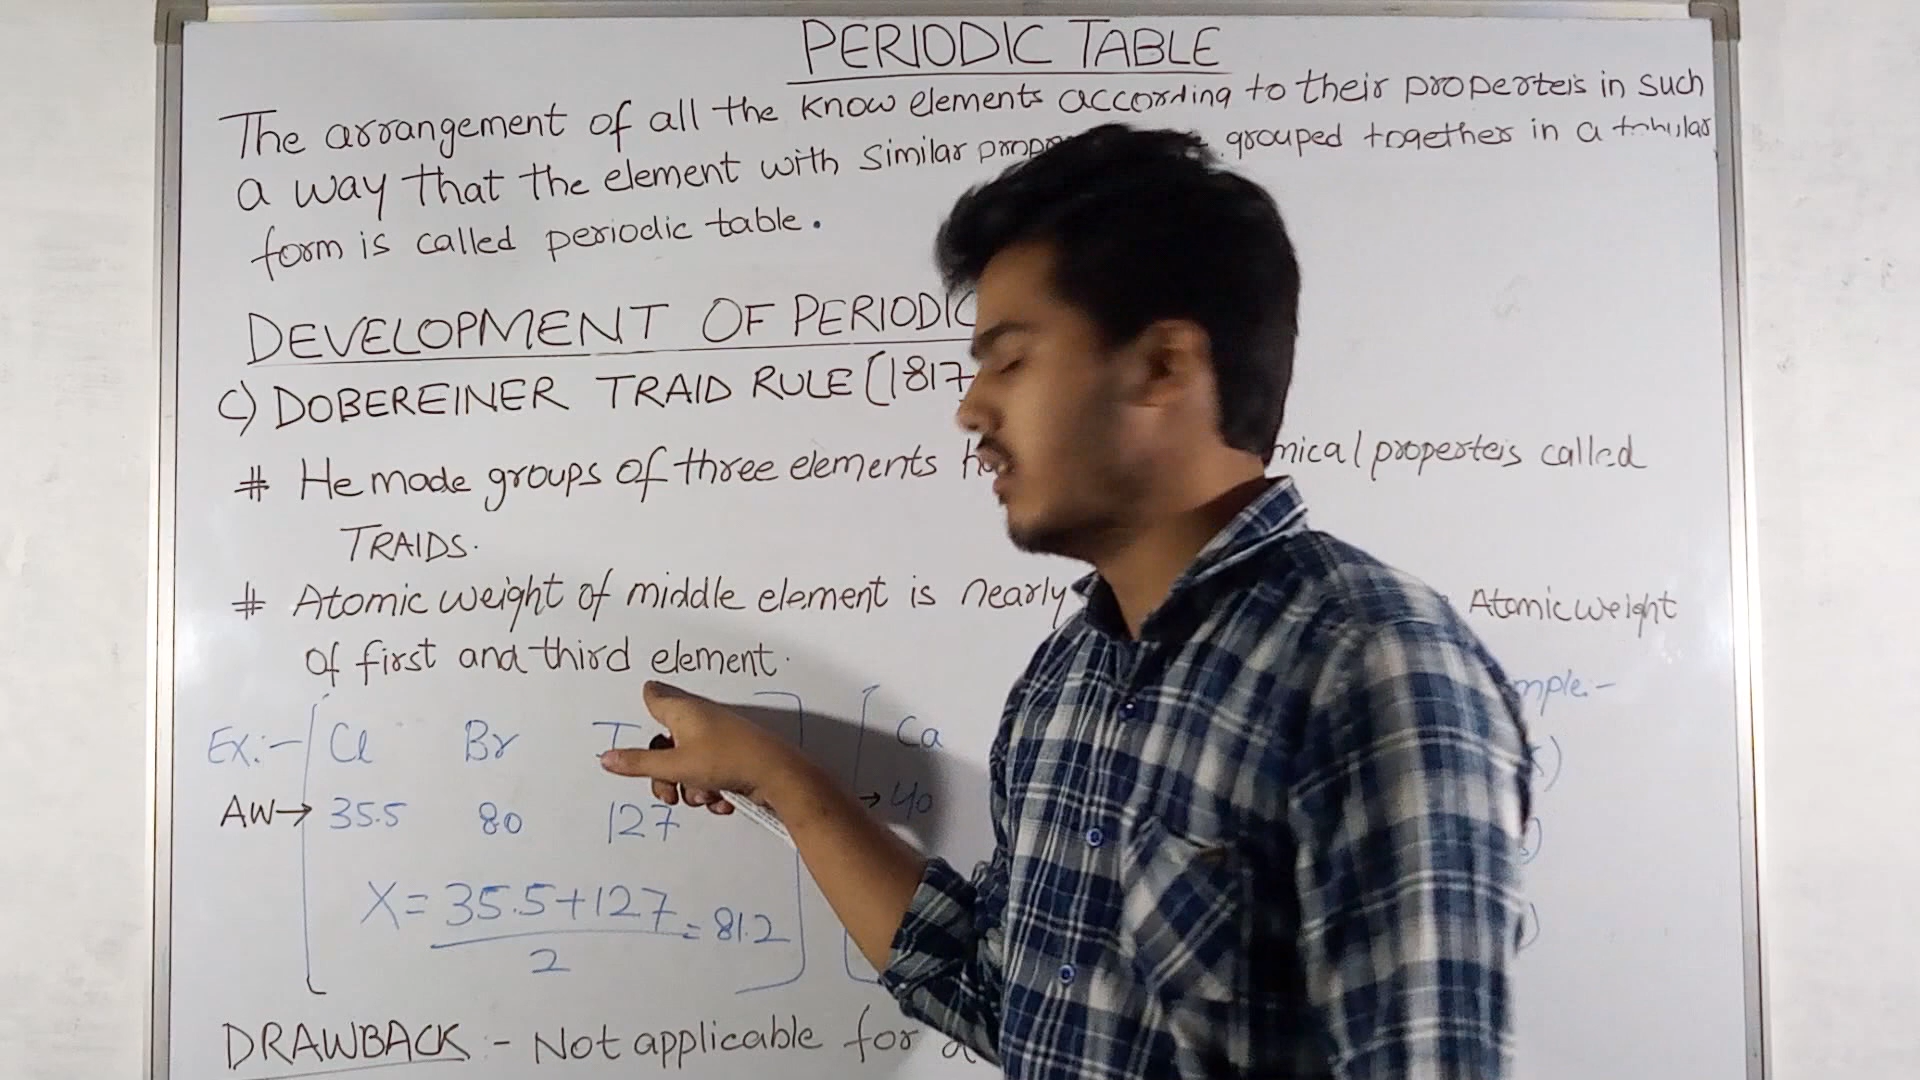 PERIODIC TABLE
The arrangement of all the know elements according to their properteis in such
a way that the element with similar grouped together in a tabular
form is called periodic table.
DEVELOPMENT OF PERIODIC
C) DOBEREINER TRAID RULE (1817
# He made groups of three elements properteis called
TRAIDS.
# Atomic weight of middle element is nearly Atomic weight
of first and third element.
Ex:- Cl Br I Ca
AW→ 35.5 80 127 → 40
X = 35.5+127 = 81.2
2
DRAWBACK :- Not applicable for